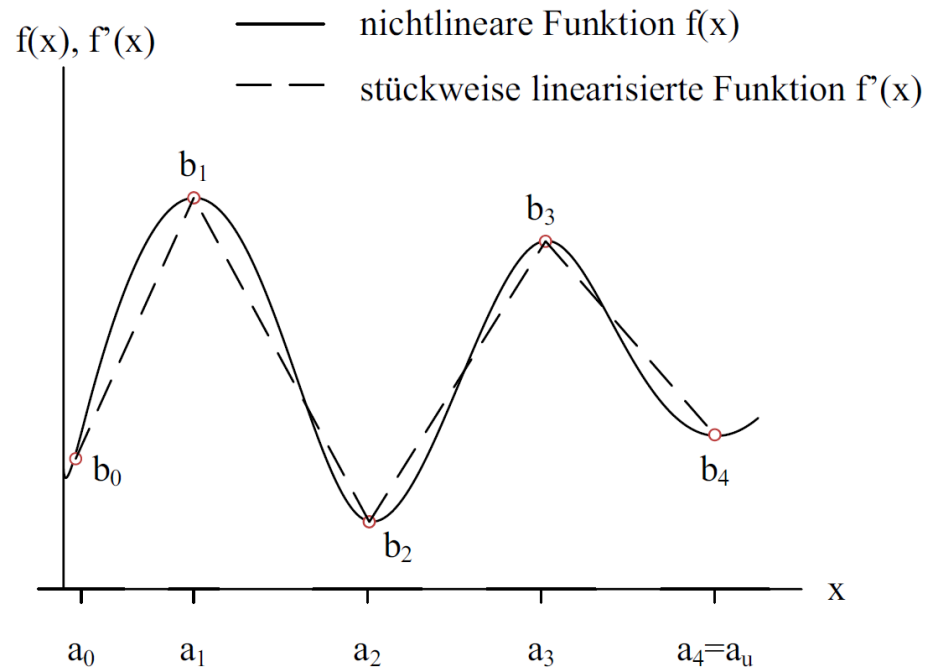 nichtlineare Funktion f(x)
f(x), f’(x)
stückweise linearisierte Funktion f’(x)
b₁
b₃
b₀
b₄
b₂
x
a₀ a₁ a₂ a₃ a₄=aᵤ